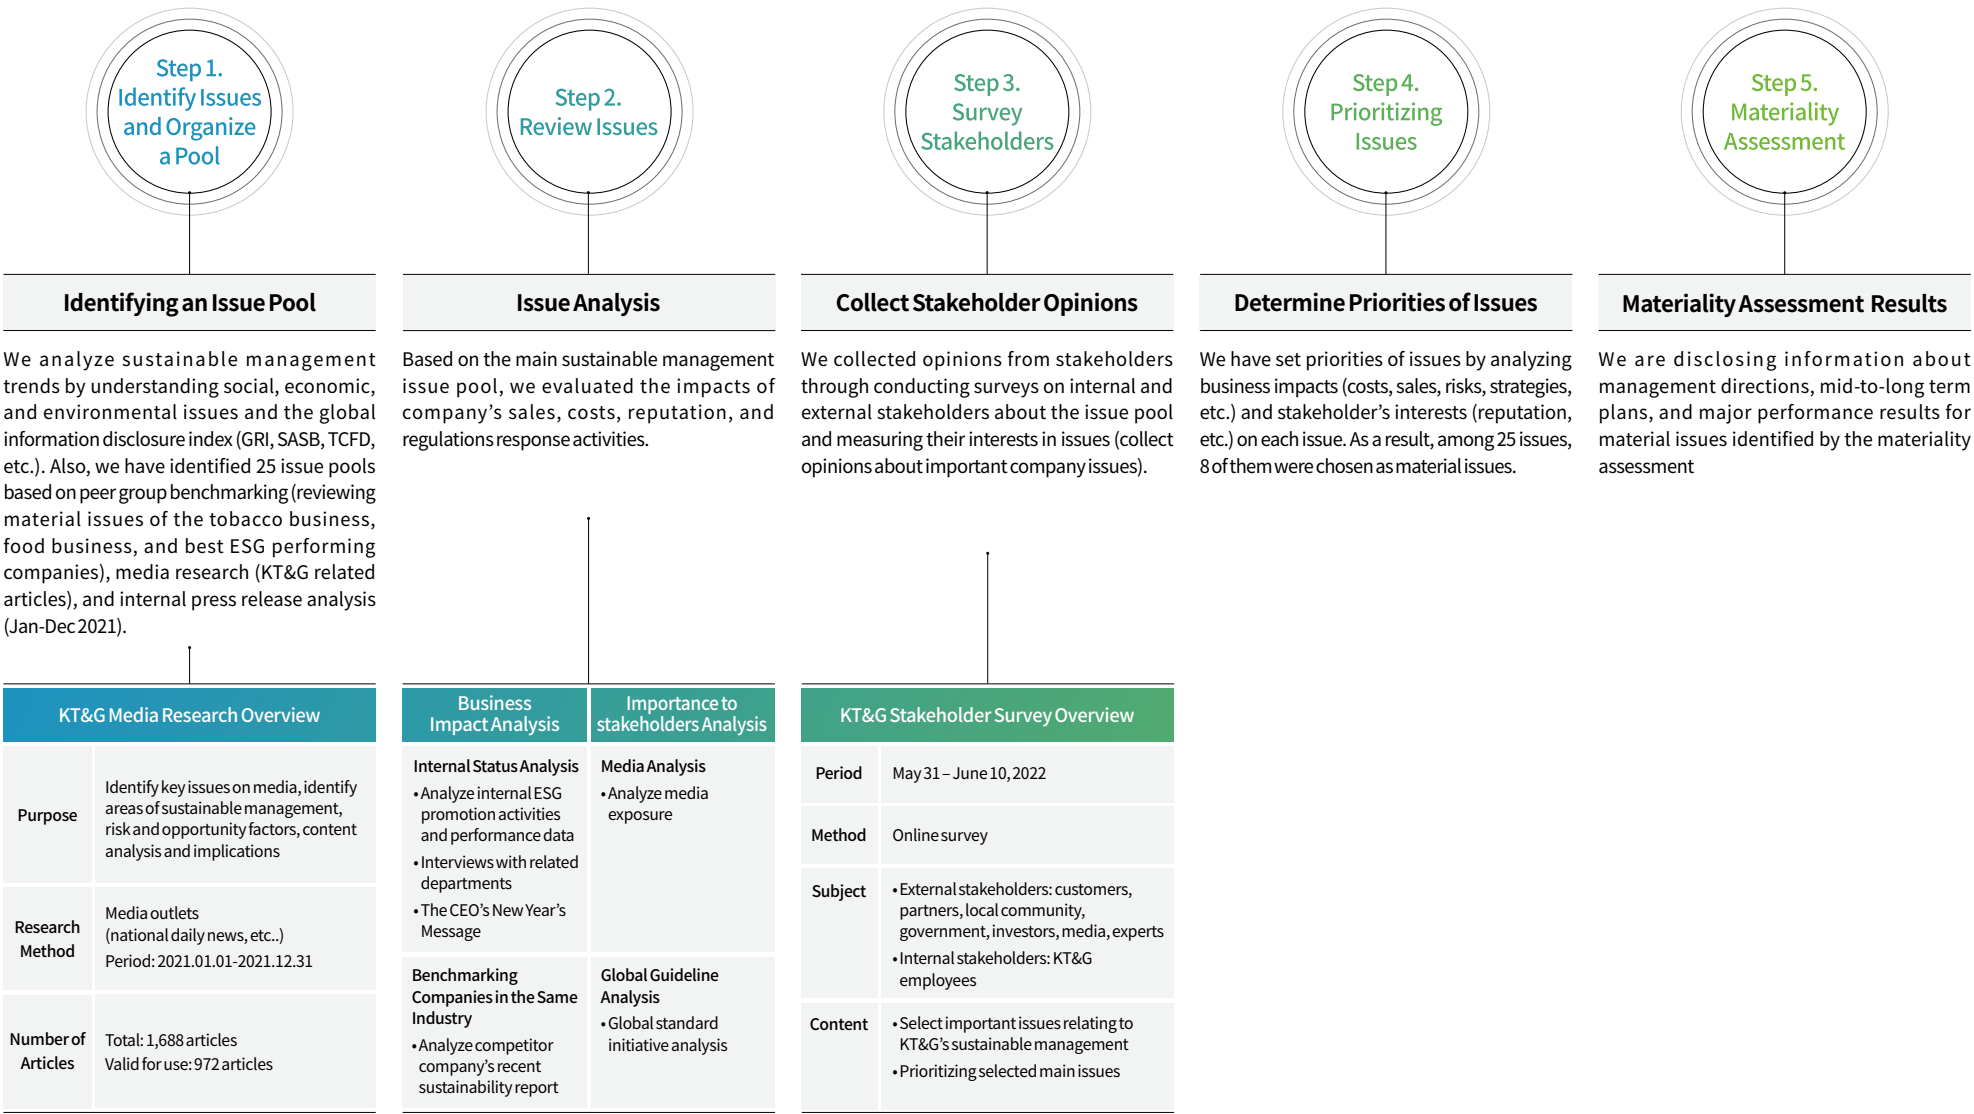 Step 1.
Identify Issues
and Organize
a Pool
Identifying an Issue Pool
We analyze sustainable management
trends by understanding social, economic,
and environmental issues and the global
information disclosure index (GRI, SASB, TCFD,
etc.). Also, we have identified 25 issue pools
based on peer group benchmarking (reviewing
material issues of the tobacco business,
food business, and best ESG performing
companies), media research (KT&G related
articles), and internal press release analysis
(Jan-Dec 2021).
KT&G Media Research Overview
Purpose
Identify key issues on media, identify
areas of sustainable management,
risk and opportunity factors, content
analysis and implications
Research
Method
Media outlets
(national daily news, etc..)
Period: 2021.01.01-2021.12.31
Number of
Articles
Total: 1,688 articles
Valid for use: 972 articles
Step 2.
Review Issues
Issue Analysis
Based on the main sustainable management
issue pool, we evaluated the impacts of
company's sales, costs, reputation, and
regulations response activities.
Business
Impact Analysis
Importance to
stakeholders Analysis
Internal Status Analysis
• Analyze internal ESG
promotion activities
and performance data
• Interviews with related
departments
• The CEO's New Year's
Message
Media Analysis
• Analyze media
exposure
Benchmarking
Companies in the Same
Industry
• Analyze competitor
company's recent
sustainability report
Global Guideline
Analysis
• Global standard
initiative analysis
Step 3.
Survey
Stakeholders
Collect Stakeholder Opinions
We collected opinions from stakeholders
through conducting surveys on internal and
external stakeholders about the issue pool
and measuring their interests in issues (collect
opinions about important company issues).
KT&G Stakeholder Survey Overview
Period
May 31 – June 10, 2022
Method
Online survey
Subject
• External stakeholders: customers,
partners, local community,
government, investors, media, experts
• Internal stakeholders: KT&G
employees
Content
• Select important issues relating to
KT&G's sustainable management
• Prioritizing selected main issues
Step 4.
Prioritizing
Issues
Determine Priorities of Issues
We have set priorities of issues by analyzing
business impacts (costs, sales, risks, strategies,
etc.) and stakeholder's interests (reputation,
etc.) on each issue. As a result, among 25 issues,
8 of them were chosen as material issues.
Step 5.
Materiality
Assessment
Materiality Assessment Results
We are disclosing information about
management directions, mid-to-long term
plans, and major performance results for
material issues identified by the materiality
assessment